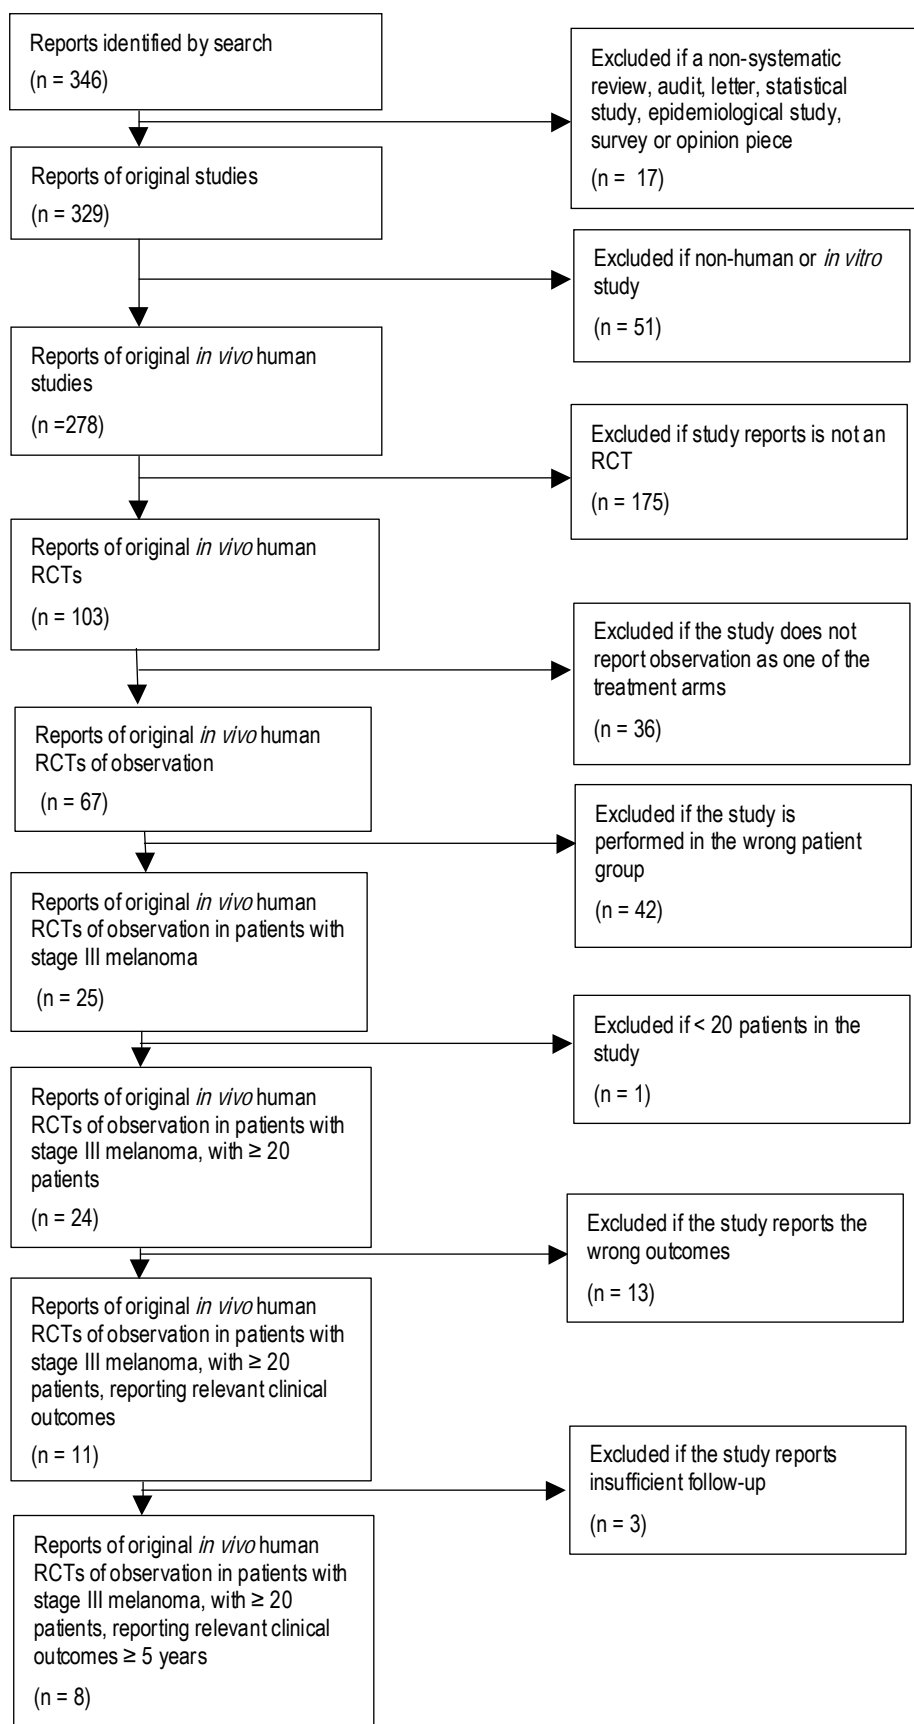 Reports identified by search
(n = 346)
Excluded if a non-systematic
review, audit, letter, statistical
study, epidemiological study,
survey or opinion piece
(n =  17)
Reports of original studies
(n = 329)
Excluded if non-human or in vitro
study
(n = 51)
Reports of original in vivo human
studies
(n =278)
Excluded if study reports is not an
RCT
(n = 175)
Reports of original in vivo human
RCTs
(n = 103)
Excluded if the study does not
report observation as one of the
treatment arms
(n = 36)
Reports of original in vivo human
RCTs of observation
(n = 67)
Excluded if the study is
performed in the wrong patient
group
(n = 42)
Reports of original in vivo human
RCTs of observation in patients with
stage III melanoma
(n = 25)
Excluded if < 20 patients in the
study
(n = 1)
Reports of original in vivo human
RCTs of observation in patients with
stage III melanoma, with ≥ 20
patients
(n = 24)
Excluded if the study reports the
wrong outcomes
(n = 13)
Reports of original in vivo human
RCTs of observation in patients with
stage III melanoma, with ≥ 20
patients, reporting relevant clinical
outcomes
(n = 11)
Excluded if the study reports
insufficient follow-up
(n = 3)
Reports of original in vivo human
RCTs of observation in patients with
stage III melanoma, with ≥ 20
patients, reporting relevant clinical
outcomes ≥ 5 years
(n = 8)